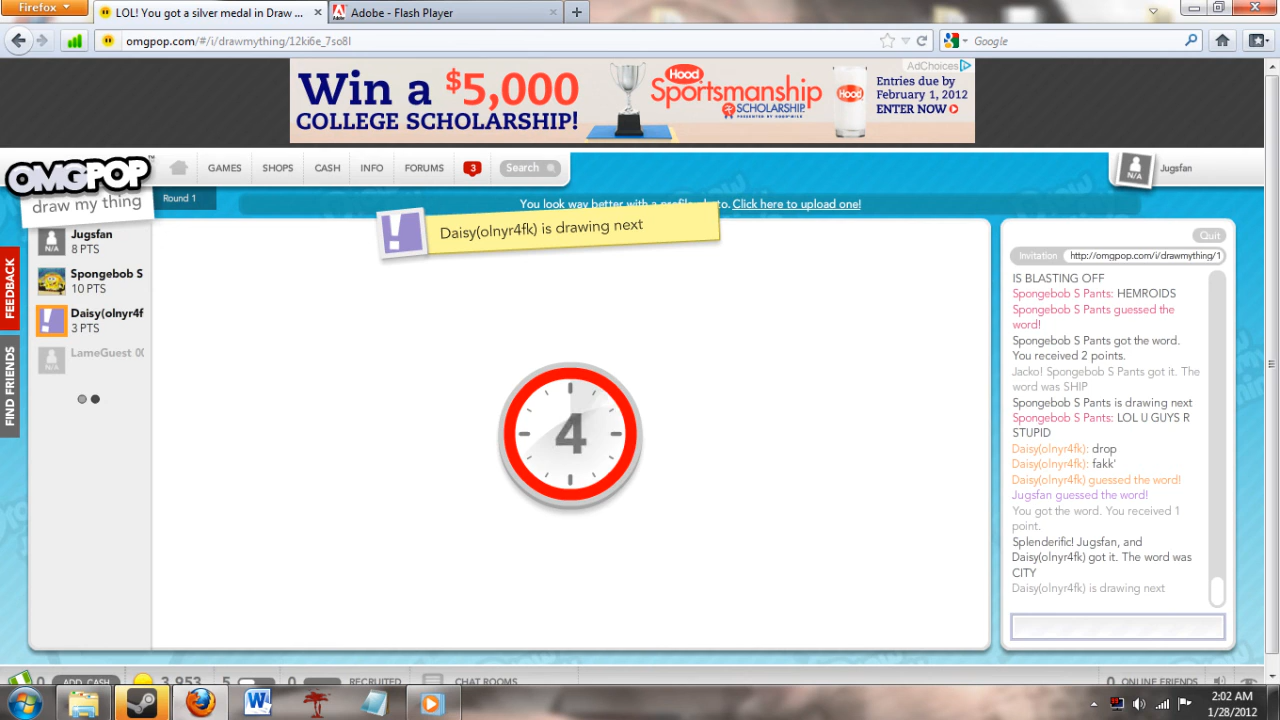 Firefox
LOL! You got a silver medal in Draw ...
Adobe - Flash Player
omgpop.com/#/i/drawmything/12ki6e_7so8l
Google
Win a $5,000
COLLEGE SCHOLARSHIP!
Hood
Sportsmanship
SCHOLARSHIP
Hood
AdChoices
Entries due by
February 1, 2012
ENTER NOW
OMGPOP
draw my thing
GAMES
SHOPS
CASH
INFO
FORUMS
3
Search
N/A
Jugsfan
Round 1
You look way better with a profile photo. Click here to upload one!
Daisy(olnyr4fk) is drawing next
FEEDBACK
FIND FRIENDS
N/A
Jugsfan
8 PTS
Spongebob S
10 PTS
Daisy(olnyr4f
3 PTS
N/A
LameGuest 0
4
Quit
Invitation
http://omgpop.com/i/drawmything/1
IS BLASTING OFF
Spongebob S Pants: HEMROIDS
Spongebob S Pants guessed the
word!
Spongebob S Pants got the word.
You received 2 points.
Jacko! Spongebob S Pants got it. The
word was SHIP
Spongebob S Pants is drawing next
Spongebob S Pants: LOL U GUYS R
STUPID
Daisy(olnyr4fk): drop
Daisy(olnyr4fk): fakk'
Daisy(olnyr4fk) guessed the word!
Jugsfan guessed the word!
You got the word. You received 1
point.
Splenderific! Jugsfan, and
Daisy(olnyr4fk) got it. The word was
CITY
Daisy(olnyr4fk) is drawing next
0
ADD CASH
3,953
5
0
RECRUITED
CHAT ROOMS
0 ONLINE FRIENDS
2:02 AM
1/28/2012